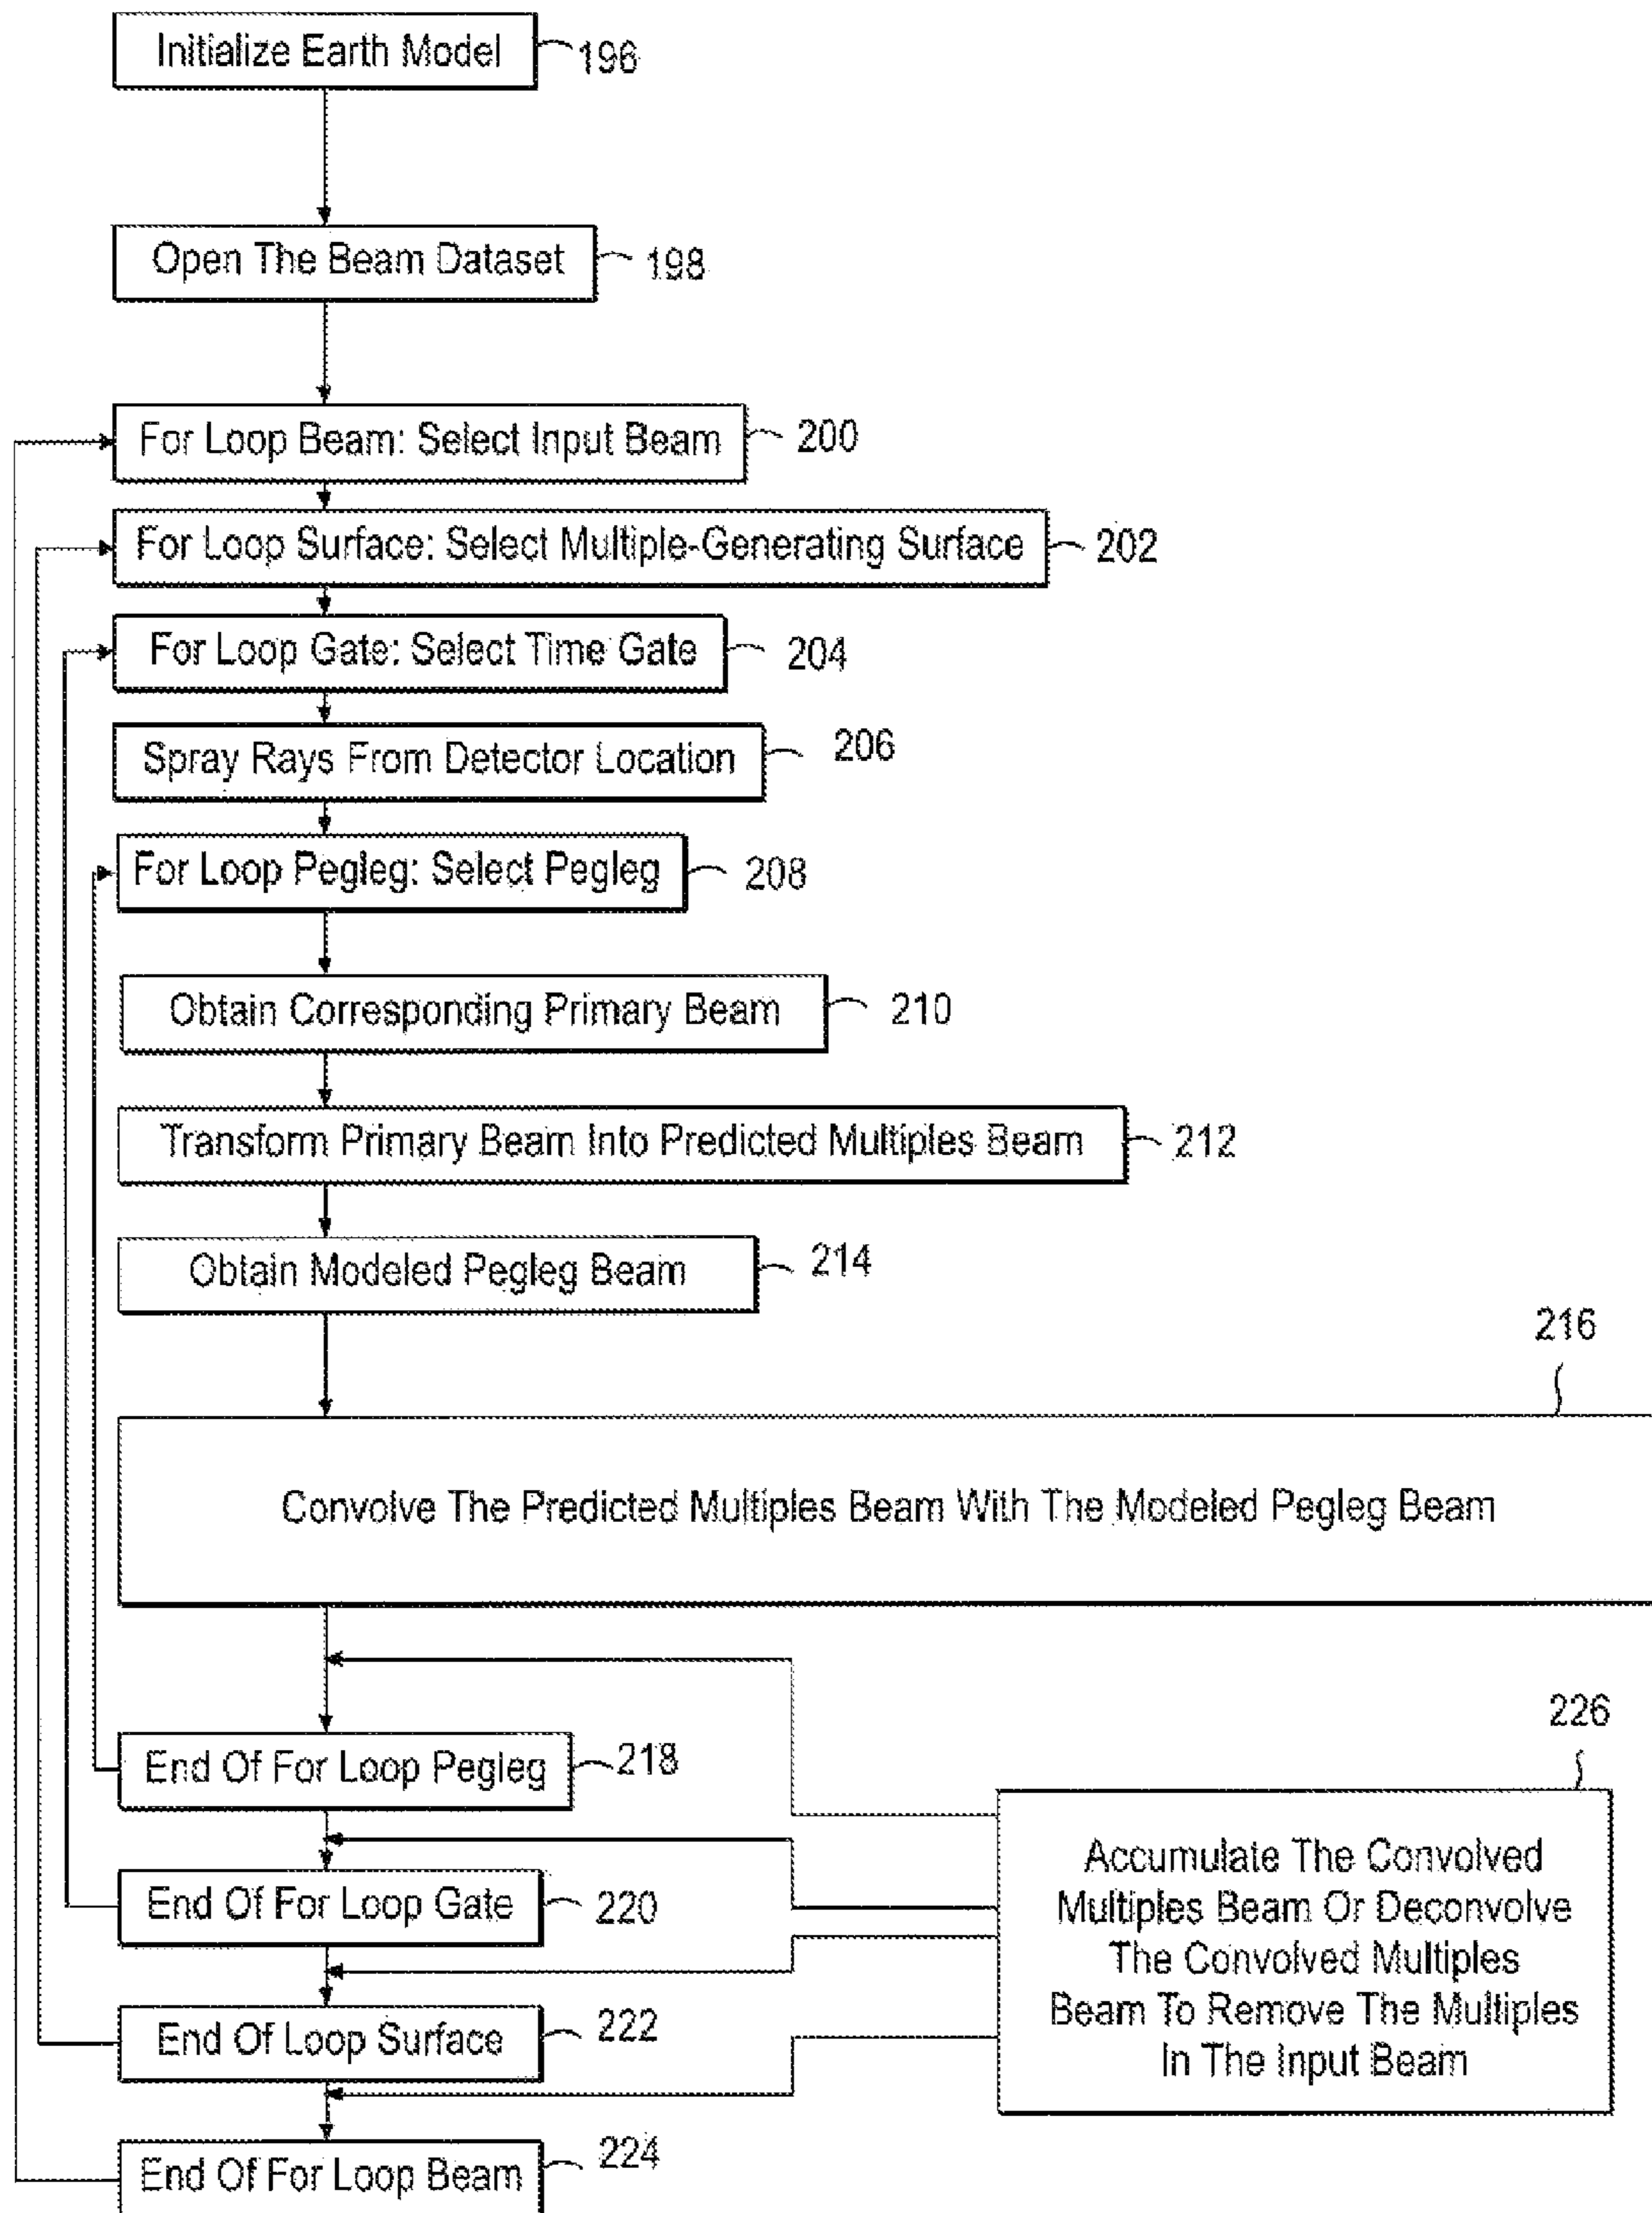 Initialize Earth Model
196
Open The Beam Dataset
198
For Loop Beam: Select Input Beam
200
For Loop Surface: Select Multiple-Generating Surface
202
For Loop Gate: Select Time Gate
204
Spray Rays From Detector Location
206
For Loop Pegleg: Select Pegleg
208
Obtain Corresponding Primary Beam
210
Transform Primary Beam Into Predicted Multiples Beam
212
Obtain Modeled Pegleg Beam
214
216
Convolve The Predicted Multiples Beam With The Modeled Pegleg Beam
End Of For Loop Pegleg
218
End Of For Loop Gate
220
End Of Loop Surface
222
End Of For Loop Beam
224
226
Accumulate The Convolved
Multiples Beam Or Deconvolve
The Convolved Multiples
Beam To Remove The Multiples
In The Input Beam